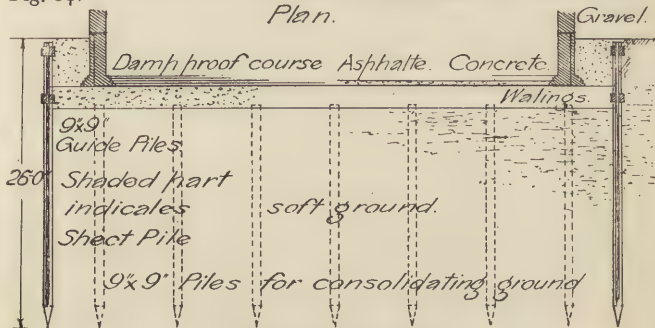 Plan.
Gravel.
Damp proof course Asphalte. Concrete
Walings.
9"x9"
Guide Piles
26'0"
Shaded part
indicates soft ground.
Sheet Pile
9"x9" Piles for consolidating ground